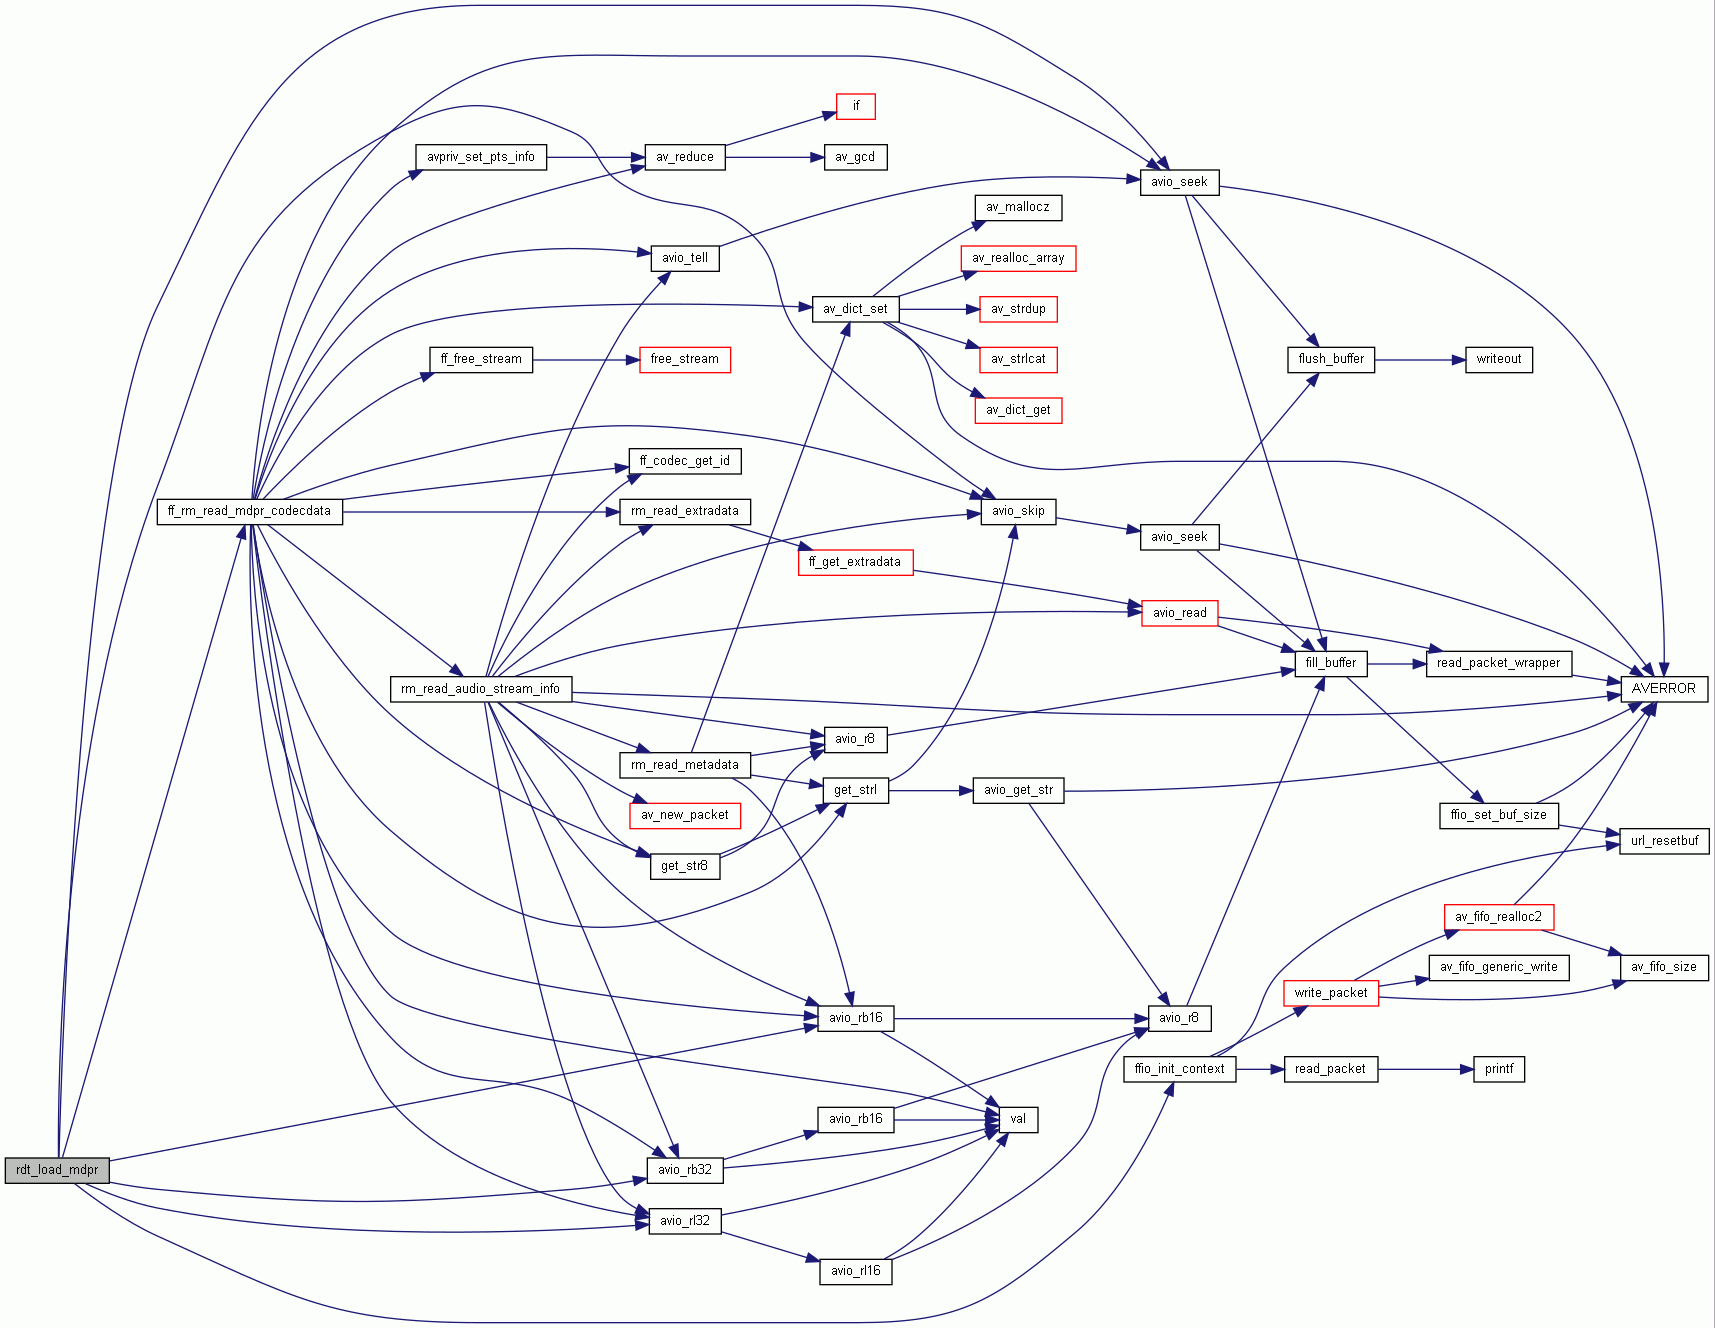 if
avpriv_set_pts_info
av_reduce
av_gcd
avio_seek
av_mallocz
avio_tell
av_realloc_array
av_dict_set
av_strdup
ff_free_stream
free_stream
av_strlcat
flush_buffer
writeout
av_dict_get
ff_codec_get_id
ff_rm_read_mdpr_codecdata
rm_read_extradata
avio_skip
avio_seek
ff_get_extradata
avio_read
fill_buffer
read_packet_wrapper
rm_read_audio_stream_info
AVERROR
avio_r8
rm_read_metadata
get_strl
avio_get_str
av_new_packet
ffio_set_buf_size
url_resetbuf
get_str8
av_fifo_realloc2
av_fifo_generic_write
av_fifo_size
write_packet
avio_rb16
avio_r8
ffio_init_context
read_packet
printf
avio_rb16
val
rdt_load_mdpr
avio_rb32
avio_rl32
avio_rl16